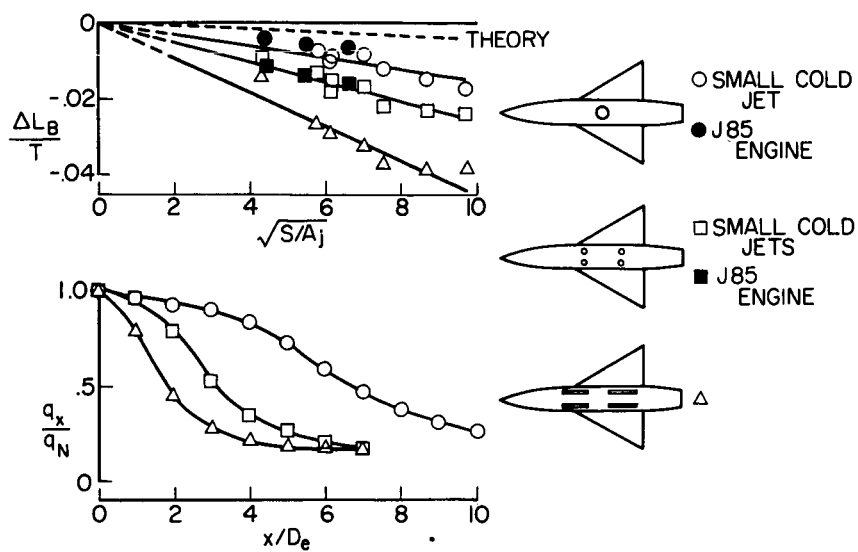 0
-.02
-.04
ΔL_B
T
THEORY
0 2 4 6 8 10
√S/A_j
1.0
.5
0
q_x
q_N
0 2 4 6 8 10
x/D_e
SMALL COLD
JET
J85
ENGINE
SMALL COLD
JETS
J85
ENGINE